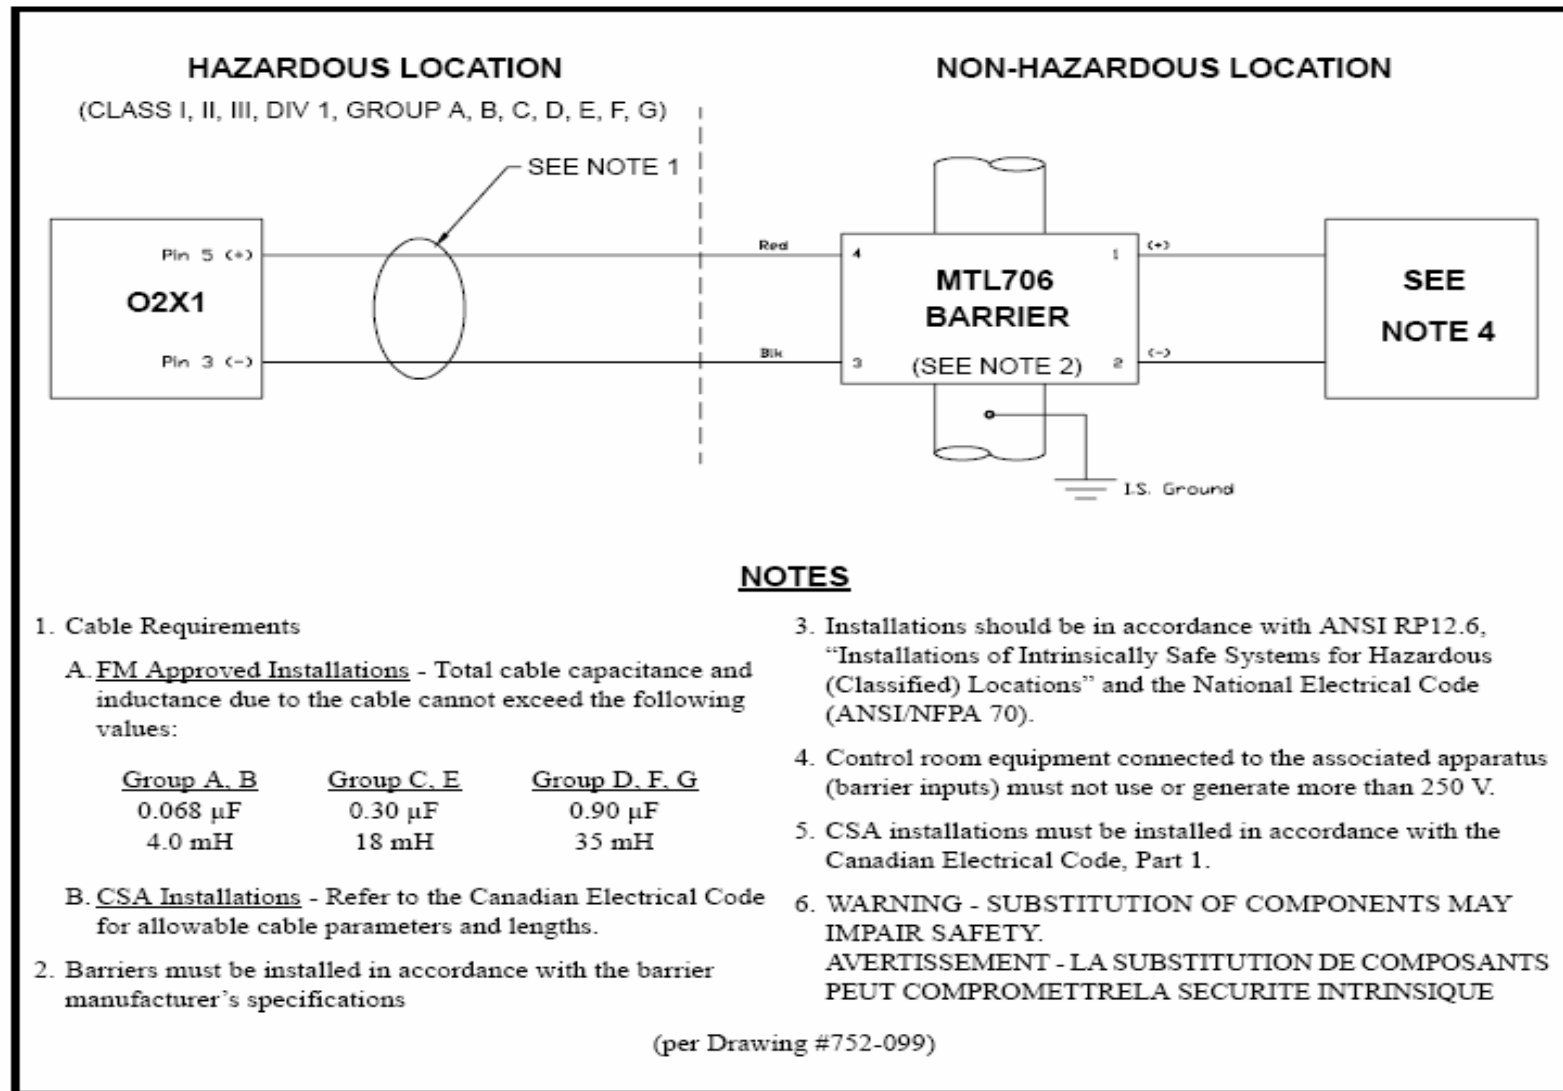 HAZARDOUS LOCATION
(CLASS I, II, III, DIV 1, GROUP A, B, C, D, E, F, G)
NON-HAZARDOUS LOCATION
SEE NOTE 1
Pin 5 (+)
O2X1
Pin 3 (-)
Red
Blk
4
3
MTL706
BARRIER
(SEE NOTE 2)
1
2
(+)
(-)
SEE
NOTE 4
I.S. Ground
NOTES
1. Cable Requirements
A. FM Approved Installations - Total cable capacitance and
inductance due to the cable cannot exceed the following
values:
Group A, B Group C, E Group D, F, G
0.068 µF 0.30 µF 0.90 µF
4.0 mH 18 mH 35 mH
B. CSA Installations - Refer to the Canadian Electrical Code
for allowable cable parameters and lengths.
2. Barriers must be installed in accordance with the barrier
manufacturer's specifications
3. Installations should be in accordance with ANSI RP12.6,
“Installations of Intrinsically Safe Systems for Hazardous
(Classified) Locations” and the National Electrical Code
(ANSI/NFPA 70).
4. Control room equipment connected to the associated apparatus
(barrier inputs) must not use or generate more than 250 V.
5. CSA installations must be installed in accordance with the
Canadian Electrical Code, Part 1.
6. WARNING - SUBSTITUTION OF COMPONENTS MAY
IMPAIR SAFETY.
AVERTISSEMENT - LA SUBSTITUTION DE COMPOSANTS
PEUT COMPROMETTRELA SECURITE INTRINSIQUE
(per Drawing #752-099)